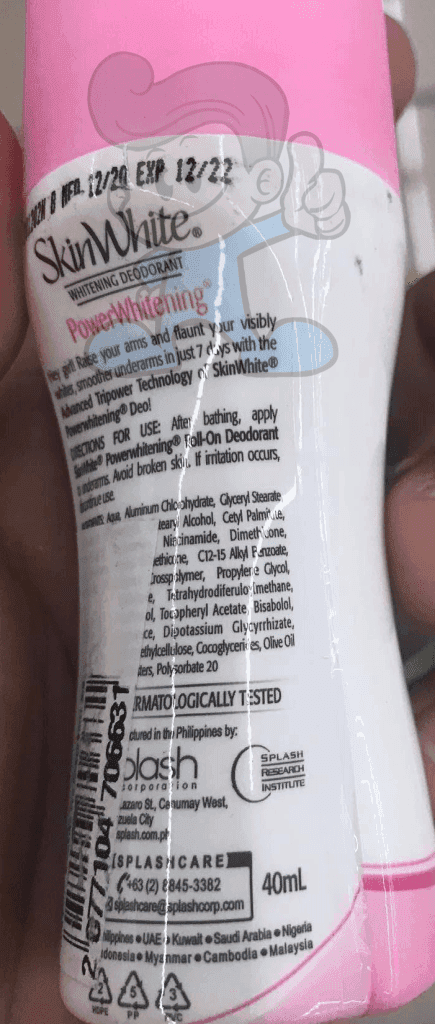 B MFD 12/20 EXP 12/22
SkinWhite®
WHITENING DEODORANT
PowerWhitening®
girl! Raise your arms and flaunt your visibly
smoother underarms in just 7 days with the
Advanced Tripower Technology of SkinWhite®
Powerwhitening® Deo!
DIRECTIONS FOR USE: After bathing, apply
SkinWhite® Powerwhitening® Roll-On Deodorant
underarms. Avoid broken skin. If irritation occurs,
use.
Aqua, Aluminum Chlorohydrate, Glyceryl Stearate,
Alcohol, Cetyl Palmitate,
Niacinamide, Dimethicone,
C12-15 Alkyl Benzoate,
Propylene Glycol,
Tetrahydrodiferuloylmethane,
Tocopheryl Acetate, Bisabolol,
Dipotassium Glycyrrhizate,
Cocoglycerides, Olive Oil
Polysorbate 20
DERMATOLOGICALLY TESTED
in the Philippines by:
Splash
corporation
SPLASH
RESEARCH
INSTITUTE
St., Canumay West,
City
splash.com.ph
SPLASHCARE
+63 (2) 8845-3382
splashcare@splashcorp.com
40mL
Philippines • UAE • Kuwait • Saudi Arabia • Nigeria
Indonesia • Myanmar • Cambodia • Malaysia
2 HDPE
5 PP
3 PVC